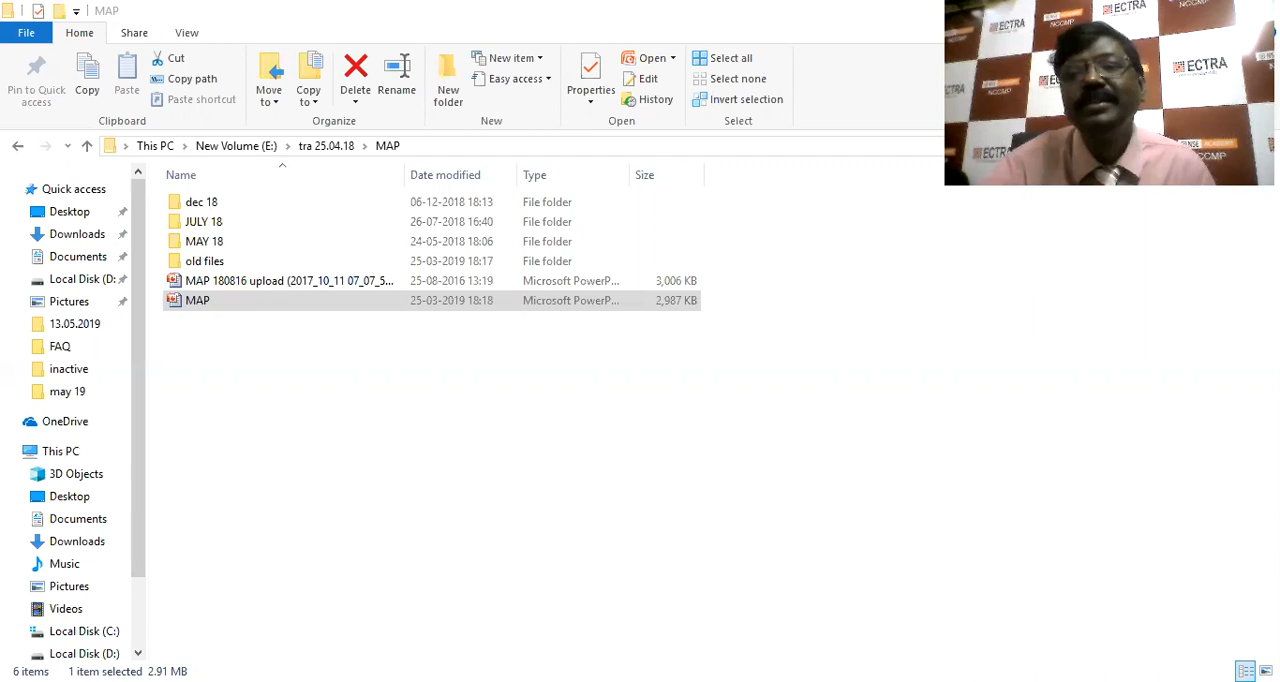 MAP
File Home Share View
Pin to Quick access
Copy
Paste
Cut
Copy path
Paste shortcut
Clipboard
Move to
Copy to
Delete
Rename
Organize
New folder
New item
Easy access
New
Properties
Open
Edit
History
Open
Select all
Select none
Invert selection
Select
This PC New Volume (E:) tra 25.04.18 MAP
Name Date modified Type Size
dec 18 06-12-2018 18:13 File folder
JULY 18 26-07-2018 16:40 File folder
MAY 18 24-05-2018 18:06 File folder
old files 25-03-2019 18:17 File folder
MAP 180816 upload (2017_10_11 07_07_5... 25-08-2016 13:19 Microsoft PowerP... 3,006 KB
MAP 25-03-2019 18:18 Microsoft PowerP... 2,987 KB
Quick access
Desktop
Downloads
Documents
Local Disk (D:
Pictures
13.05.2019
FAQ
inactive
may 19
OneDrive
This PC
3D Objects
Desktop
Documents
Downloads
Music
Pictures
Videos
Local Disk (C:)
Local Disk (D:)
6 items 1 item selected 2.91 MB
ECTRA
ECTRA
NCCMP
ECTRA
NCCMP
ECTRA
NSE ACADEMY
NCCMP